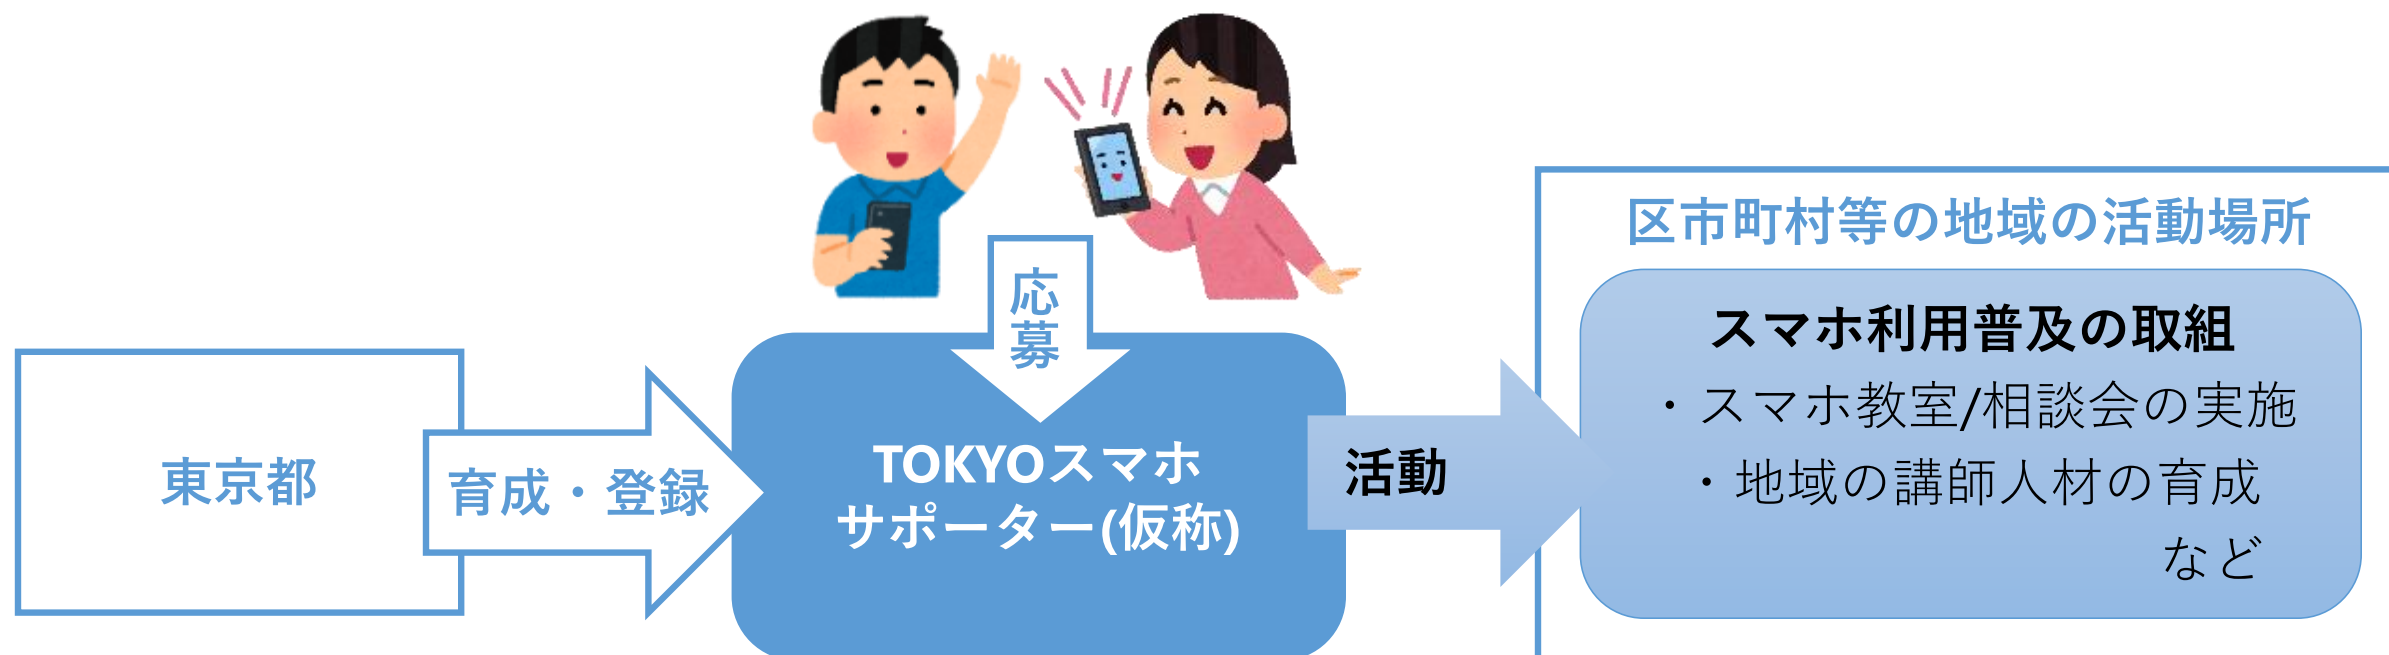 東京都
育成・登録
応募
TOKYOスマホ
サポーター(仮称)
活動
区市町村等の地域の活動場所
スマホ利用普及の取組
・スマホ教室/相談会の実施
・地域の講師人材の育成
など